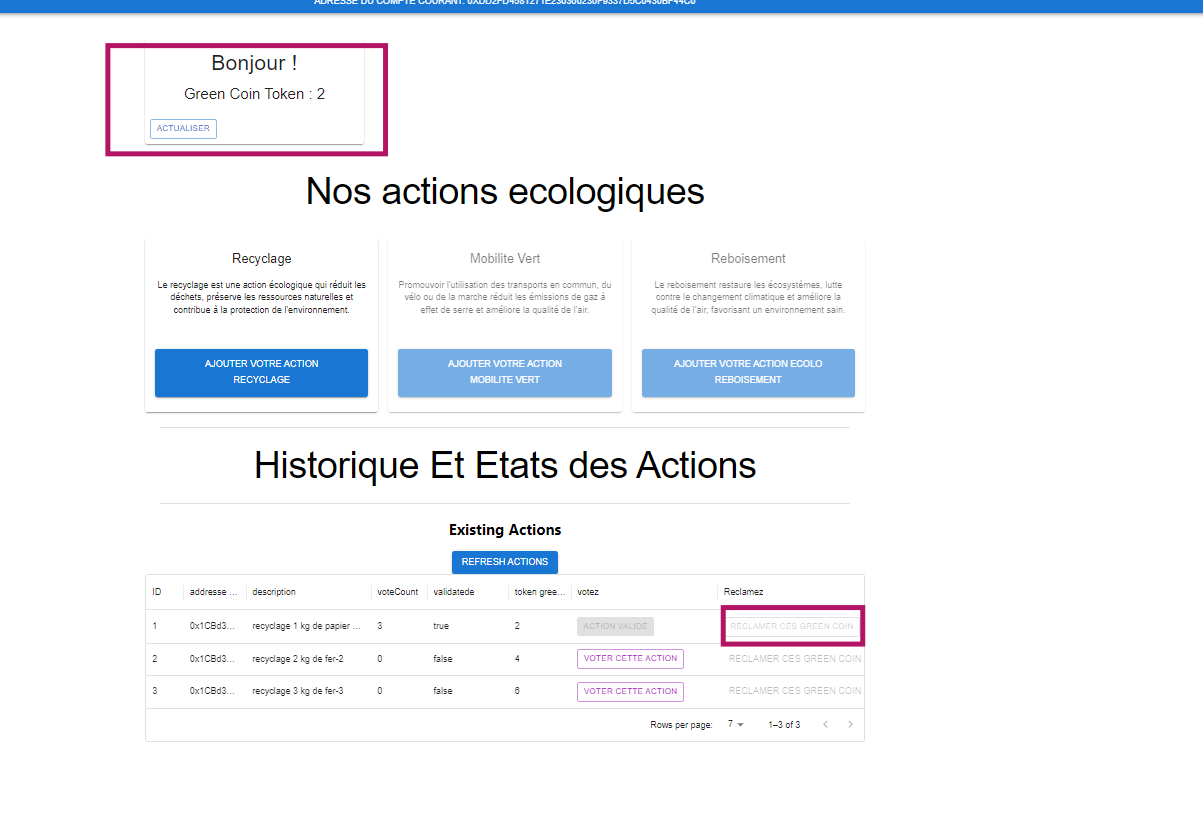 Bonjour !
Green Coin Token : 2
ACTUALISER
Nos actions ecologiques
Recyclage
Le recyclage est une action écologique qui réduit les
déchets, préserve les ressources naturelles et
contribue à la protection de l'environnement.
AJOUTER VOTRE ACTION
RECYCLAGE
Mobilite Vert
Promouvoir l'utilisation des transports en commun, du
vélo ou de la marche réduit les émissions de gaz à
effet de serre et améliore la qualité de l'air.
AJOUTER VOTRE ACTION
MOBILITE VERT
Reboisement
Le reboisement restaure les écosystèmes, lutte
contre le changement climatique et améliore la
qualité de l'air, favorisant un environnement sain.
AJOUTER VOTRE ACTION ECOLO
REBOISEMENT
Historique Et Etats des Actions
Existing Actions
REFRESH ACTIONS
ID addresse ... description voteCount validatede token gree... votez Reclamez
1 0x1CBd3... recyclage 1 kg de papier ... 3 true 2 ACTION VALIDE RECLAMER CES GREEN COIN
2 0x1CBd3... recyclage 2 kg de fer-2 0 false 4 VOTER CETTE ACTION RECLAMER CES GREEN COIN
3 0x1CBd3... recyclage 3 kg de fer-3 0 false 6 VOTER CETTE ACTION RECLAMER CES GREEN COIN
Rows per page: 7 1–3 of 3